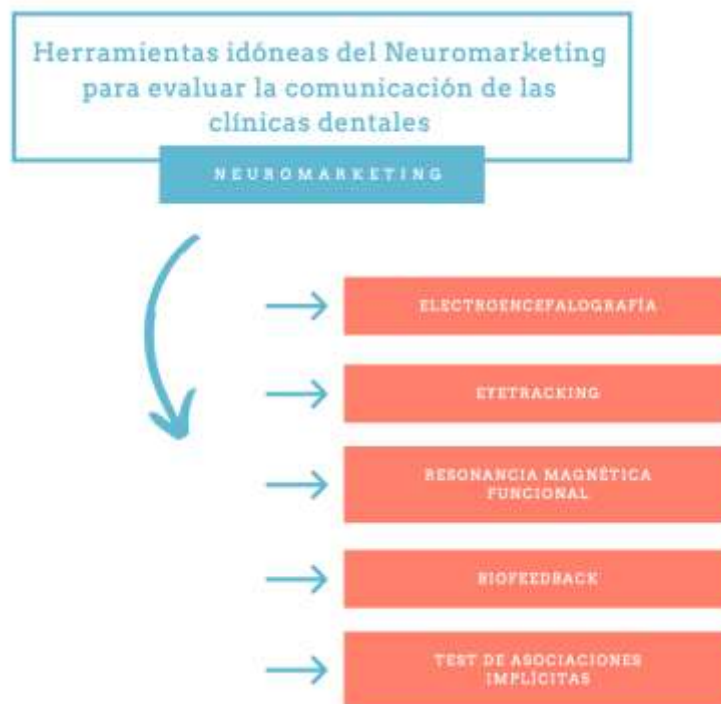 Herramientas idóneas del Neuromarketing
para evaluar la comunicación de las
clínicas dentales
NEUROMARKETING
ELECTROENCEFALOGRAFÍA
EYETRACKING
RESONANCIA MAGNÉTICA
FUNCIONAL
BIOFEEDBACK
TEST DE ASOCIACIONES
IMPLÍCITAS